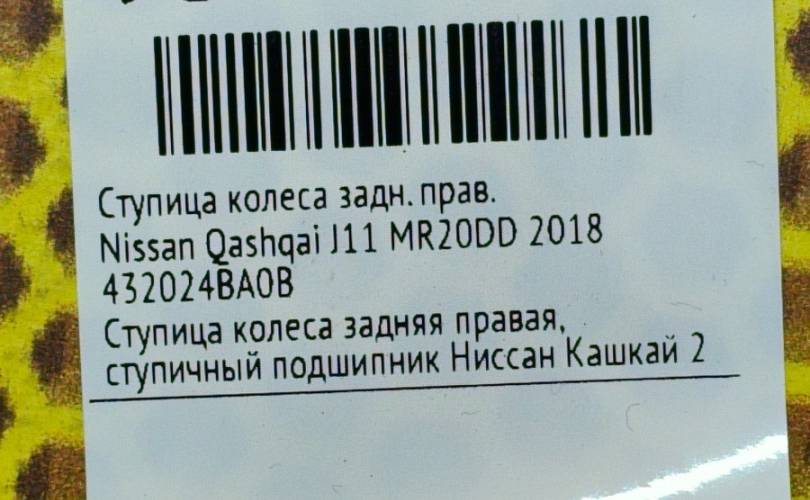 Ступица колеса задн. прав.
Nissan Qashqai J11 MR20DD 2018
432024BA0B
Ступица колеса задняя правая,
ступичный подшипник Ниссан Кашкай 2